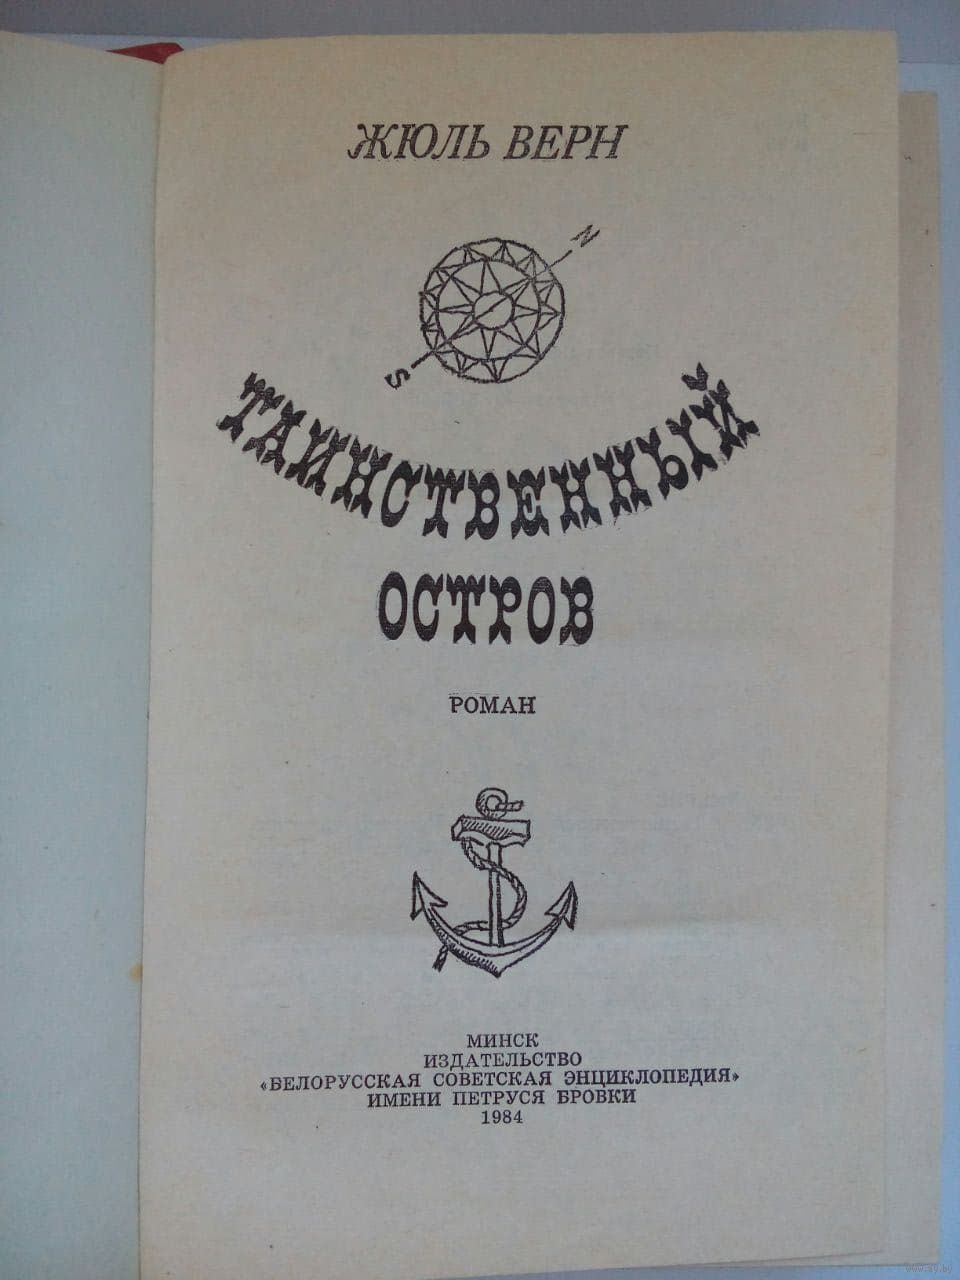 ЖЮЛЬ ВЕРН
N
S
ТАИНСТВЕННЫЙ
ОСТРОВ
РОМАН
МИНСК
ИЗДАТЕЛЬСТВО
«БЕЛОРУССКАЯ СОВЕТСКАЯ ЭНЦИКЛОПЕДИЯ»
ИМЕНИ ПЕТРУСЯ БРОВКИ
1984